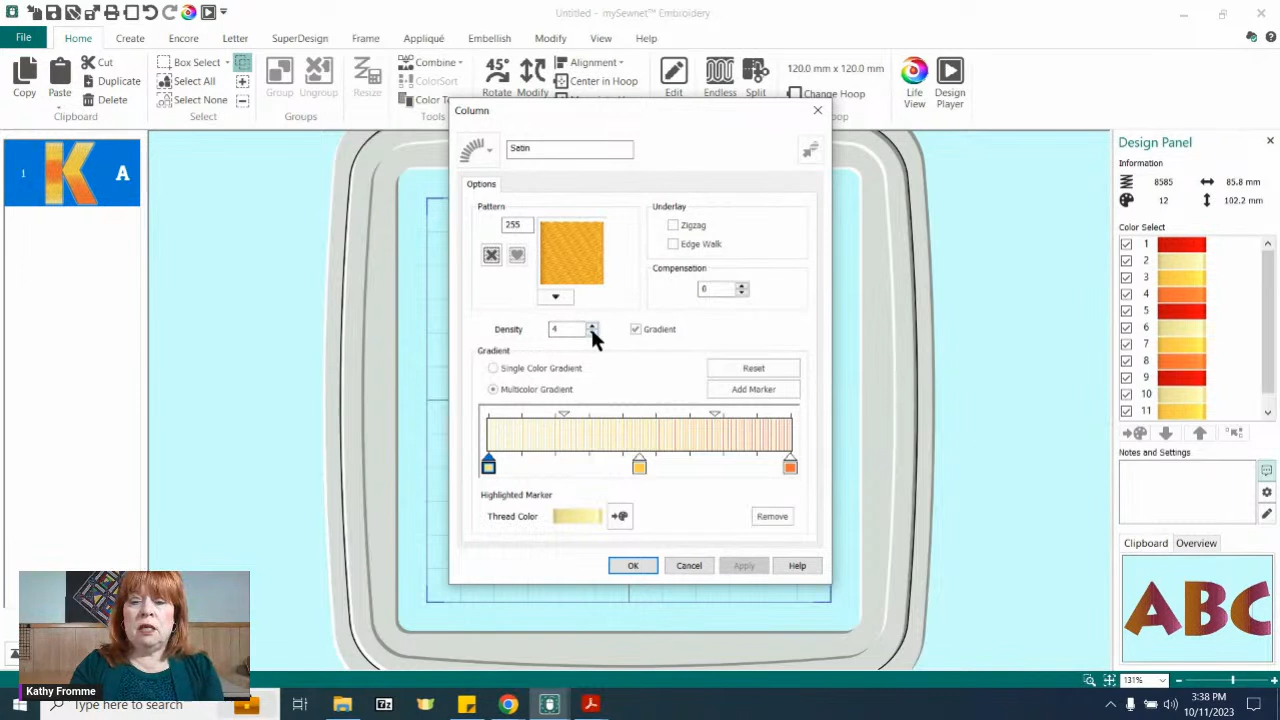 Untitled - mySewnet™ Embroidery
File Home Create Encore Letter SuperDesign Frame Appliqué Embellish Modify View Help
Copy
Paste
Cut
Duplicate
Delete
Clipboard
Box Select
Select All
Select None
Select
Group
Ungroup
Groups
Resize
Combine
ColorSort
Color
Tools
45°
Rotate
Modify
Alignment
Center in Hoop
Edit
Endless
Split
120.0 mm x 120.0 mm
Change Hoop
Life View
Design Player
1 K A
Column
Satin
Options
Pattern
255
Underlay
Zigzag
Edge Walk
Compensation
0
Density 4
Gradient
Gradient
Single Color Gradient Reset
Multicolor Gradient Add Marker
Highlighted Marker
Thread Color Remove
OK Cancel Apply Help
Design Panel
Information
8585 85.8 mm
12 102.2 mm
Color Select
1
2
3
4
5
6
7
8
9
10
11
Notes and Settings
Clipboard Overview
ABC
131%
Kathy Fromme
Type here to search
3:38 PM
10/11/2023